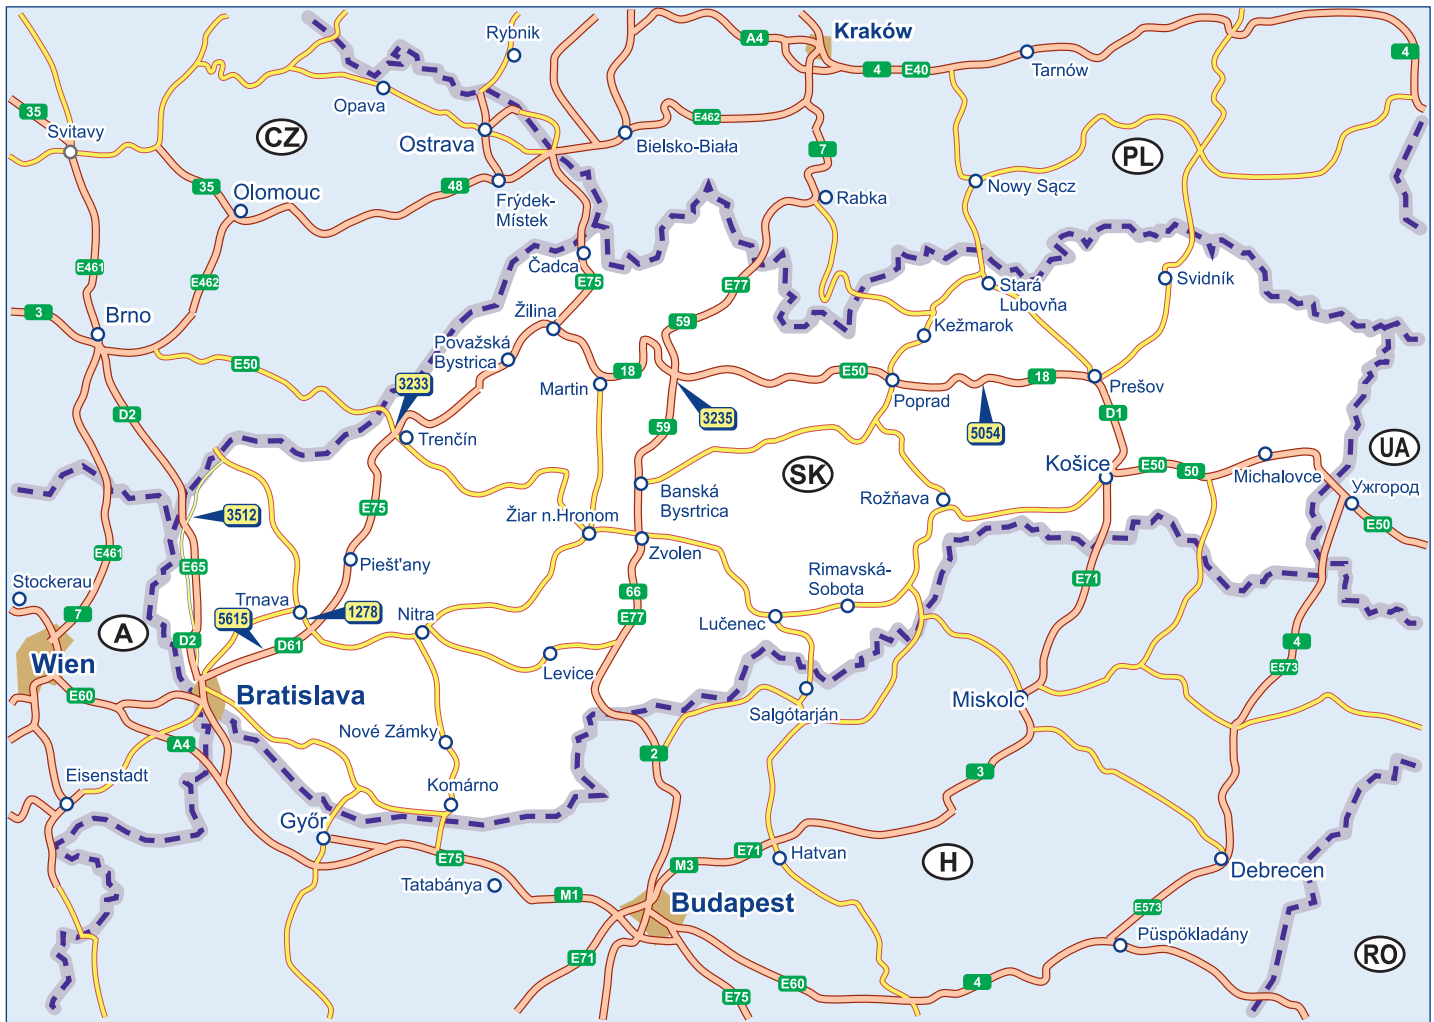 Rybnik
A4
Kraków
4
E40
Tarnów
4
Opava
35
Svitavy
CZ
Ostrava
E462
Bielsko-Biała
7
PL
35
Olomouc
48
Frýdek-
Místek
Rabka
Nowy Sącz
E461
E462
Čadca
E75
E77
Stará
Lubovňa
Svidník
3
Brno
Žilina
59
Kežmarok
Považská
Bystrica
E50
3233
Martin
18
E50
Poprad
18
Prešov
D2
3235
5054
D1
Trenčín
59
SK
Košice
E50
50
Michalovce
UA
Ужгород
E50
Banská
Bysrtrica
Rožňava
3512
E75
Žiar n.Hronom
Zvolen
E461
E65
Piešt'any
Stockerau
7
Trnava
1278
5615
Nitra
66
E77
Rimavská-
Sobota
E71
Lučenec
A
D2
D61
4
E573
Wien
E60
Bratislava
Levice
Miskolc
Salgótarján
A4
Nové Zámky
2
3
Eisenstadt
Komárno
Győr
E75
M3
E71
Hatvan
H
Debrecen
Tatabánya
M1
Budapest
E573
Püspökladány
E71
E75
E60
4
RO